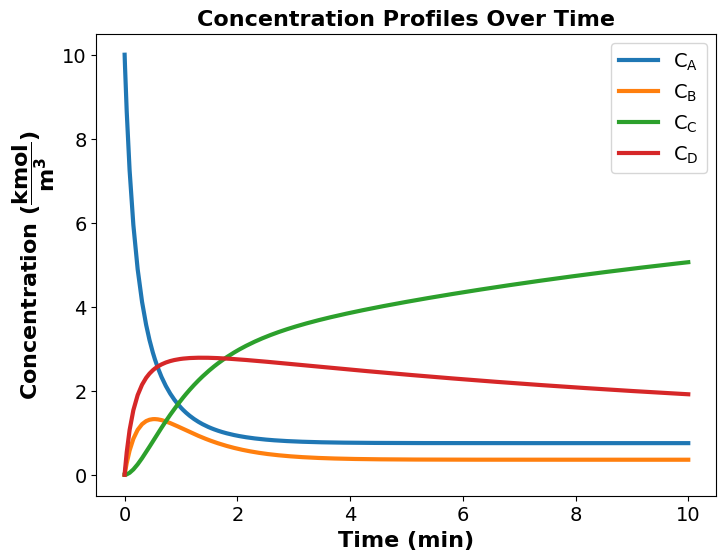 Concentration Profiles Over Time
Concentration (kmol/m³)
10
8
6
4
2
0
C_A
C_B
C_C
C_D
0 2 4 6 8 10
Time (min)